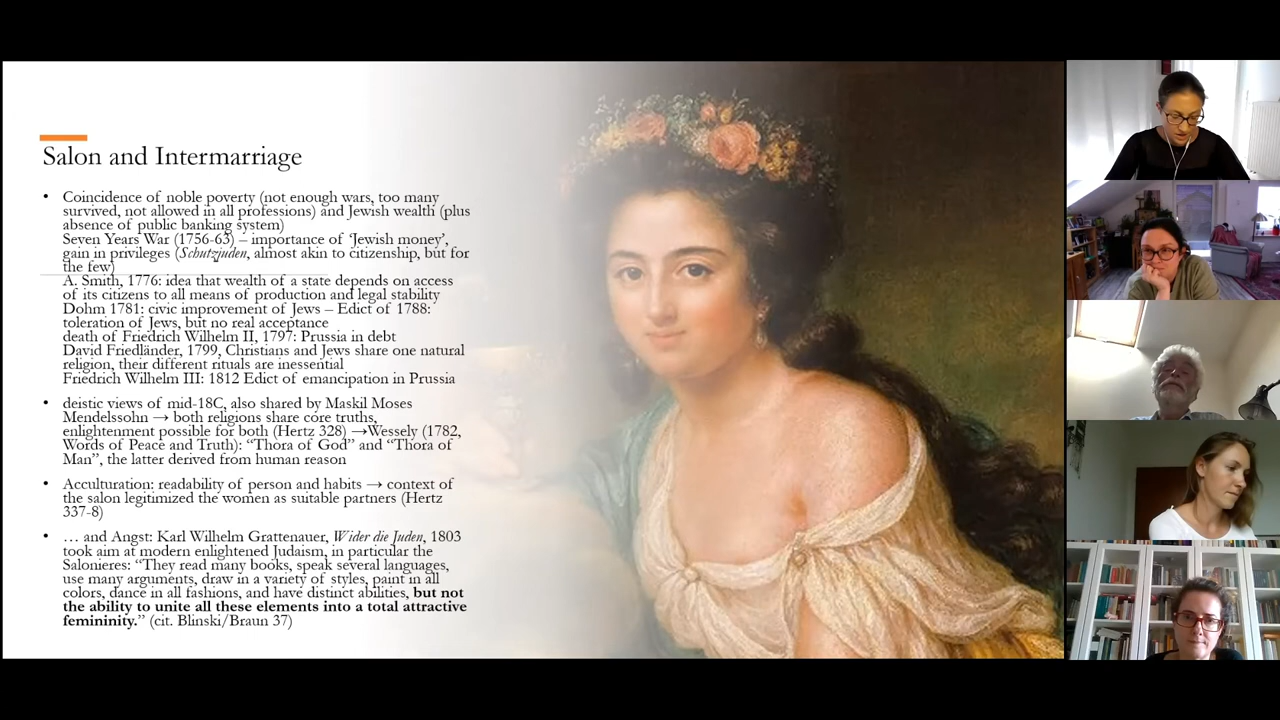 Salon and Intermarriage
• Coincidence of noble poverty (not enough wars, too many
survived, not allowed in all professions) and Jewish wealth (plus
absence of public banking system)
Seven Years War (1756-63) – importance of ‘Jewish money’,
gain in privileges (Schutzjuden, almost akin to citizenship, but for
the few)
A. Smith, 1776: idea that wealth of a state depends on access
of its citizens to all means of production and legal stability
Dohm 1781: civic improvement of Jews – Edict of 1788:
toleration of Jews, but no real acceptance
death of Friedrich Wilhelm II, 1797: Prussia in debt
David Friedländer, 1799, Christians and Jews share one natural
religion, their different rituals are inessential
Friedrich Wilhelm III: 1812 Edict of emancipation in Prussia
• deistic views of mid-18C, also shared by Maskil Moses
Mendelssohn → both religions share core truths,
enlightenment possible for both (Hertz 328) →Wessely (1782,
Words of Peace and Truth): “Thora of God” and “Thora of
Man”, the latter derived from human reason
• Acculturation: readability of person and habits → context of
the salon legitimized the women as suitable partners (Hertz
337-8)
• … and Angst: Karl Wilhelm Grattenauer, Wider die Juden, 1803
took aim at modern enlightened Judaism, in particular the
Salonieres: “They read many books, speak several languages,
use many arguments, draw in a variety of styles, paint in all
colors, dance in all fashions, and have distinct abilities, but not
the ability to unite all these elements into a total attractive
femininity.” (cit. Blinski/Braun 37)